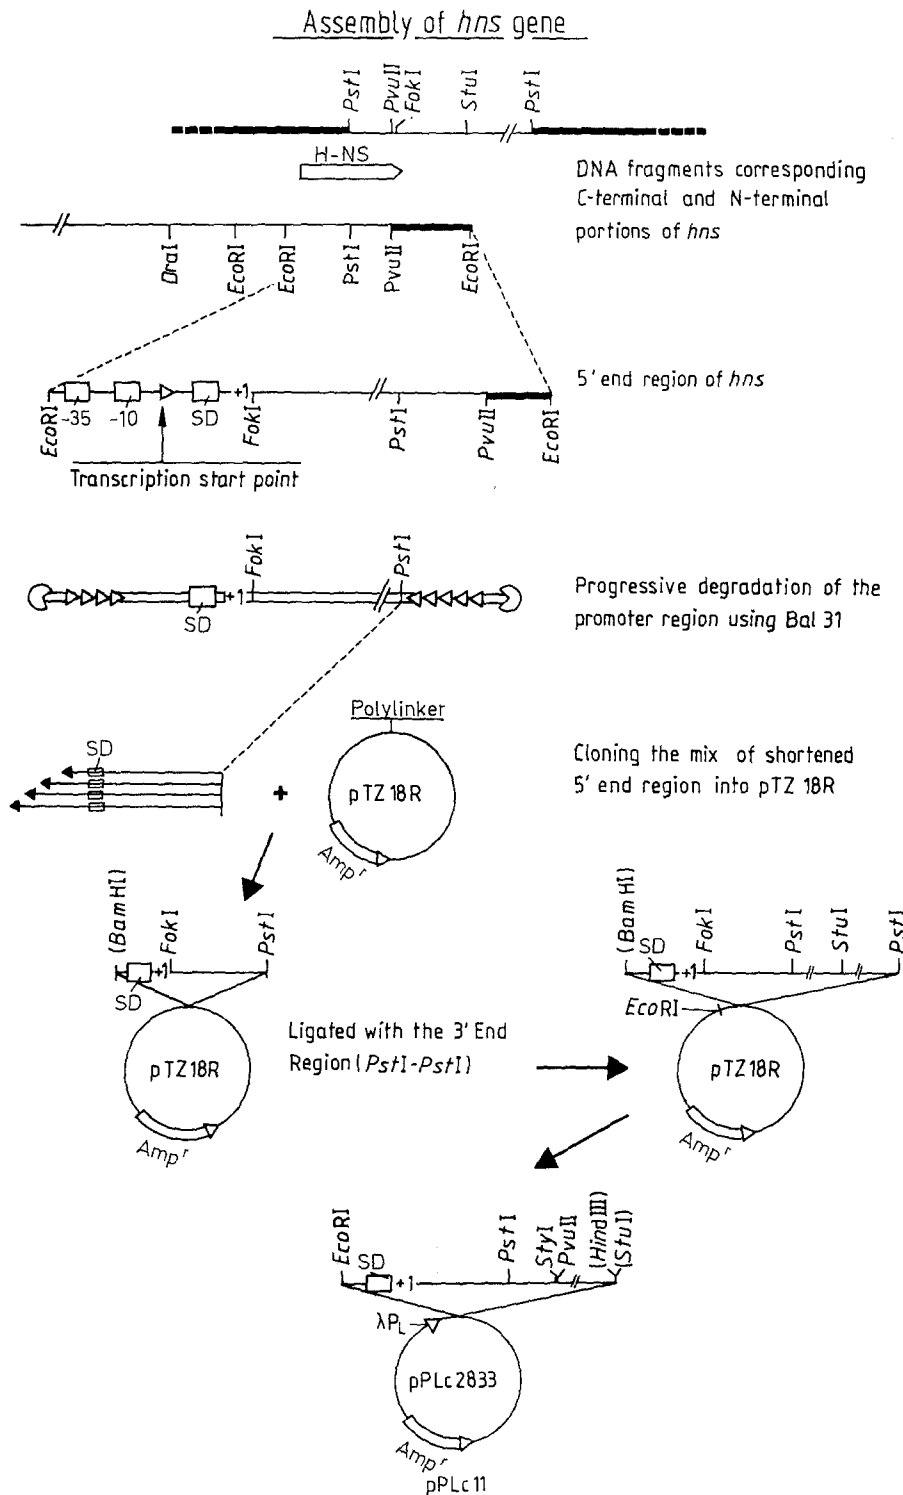 Assembly of hns gene
PstI PvuII FokI StuI PstI
H-NS
DNA fragments corresponding
C-terminal and N-terminal
portions of hns
DraI EcoRI EcoRI PstI PvuII EcoRI
5' end region of hns
-35 -10 SD +1
EcoRI FokI PstI PvuII EcoRI
Transcription start point
FokI PstI
+1
SD
Progressive degradation of the
promoter region using Bal 31
Polylinker
SD
+
pTZ 18R
Amp r
Cloning the mix of shortened
5' end region into pTZ 18R
(BamHI) FokI PstI
+1
SD
pTZ 18R
Amp r
Ligated with the 3' End
Region (PstI-PstI)
(BamHI) FokI PstI StuI PstI
SD
+1
EcoRI
pTZ 18R
Amp r
EcoRI PstI StyI PvuII (HindIII) (StuI)
SD
+1
λPL
pPLc2833
Amp r
pPLc11